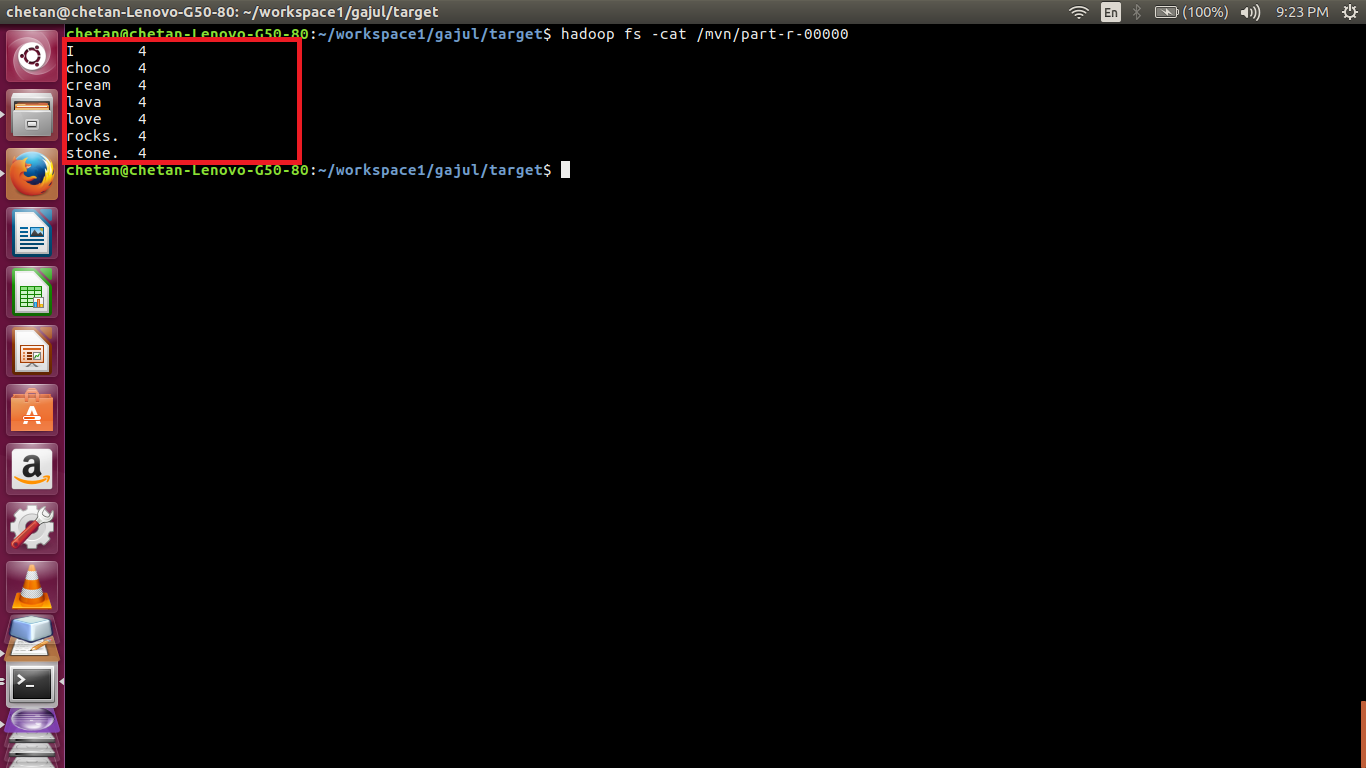 chetan@chetan-Lenovo-G50-80: ~/workspace1/gajul/target
En
(100%)
9:23 PM
chetan@chetan-Lenovo-G50-80:~/workspace1/gajul/target$ hadoop fs -cat /mvn/part-r-00000
I 4
choco 4
cream 4
lava 4
love 4
rocks. 4
stone. 4
chetan@chetan-Lenovo-G50-80:~/workspace1/gajul/target$
A
a
>_